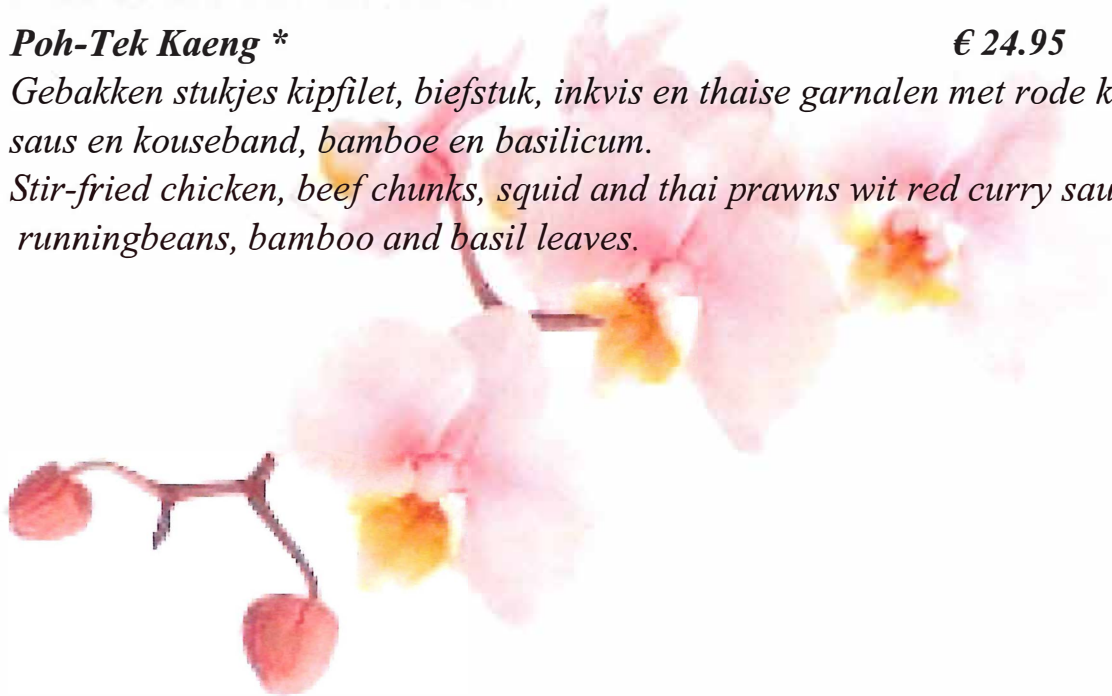 Poh-Tek Kaeng * € 24.95
Gebakken stukjes kipfilet, biefstuk, inkvis en thaise garnalen met rode
saus en kouseband, bamboe en basilicum.
Stir-fried chicken, beef chunks, squid and thai prawns wit red curry
runningbeans, bamboo and basil leaves.